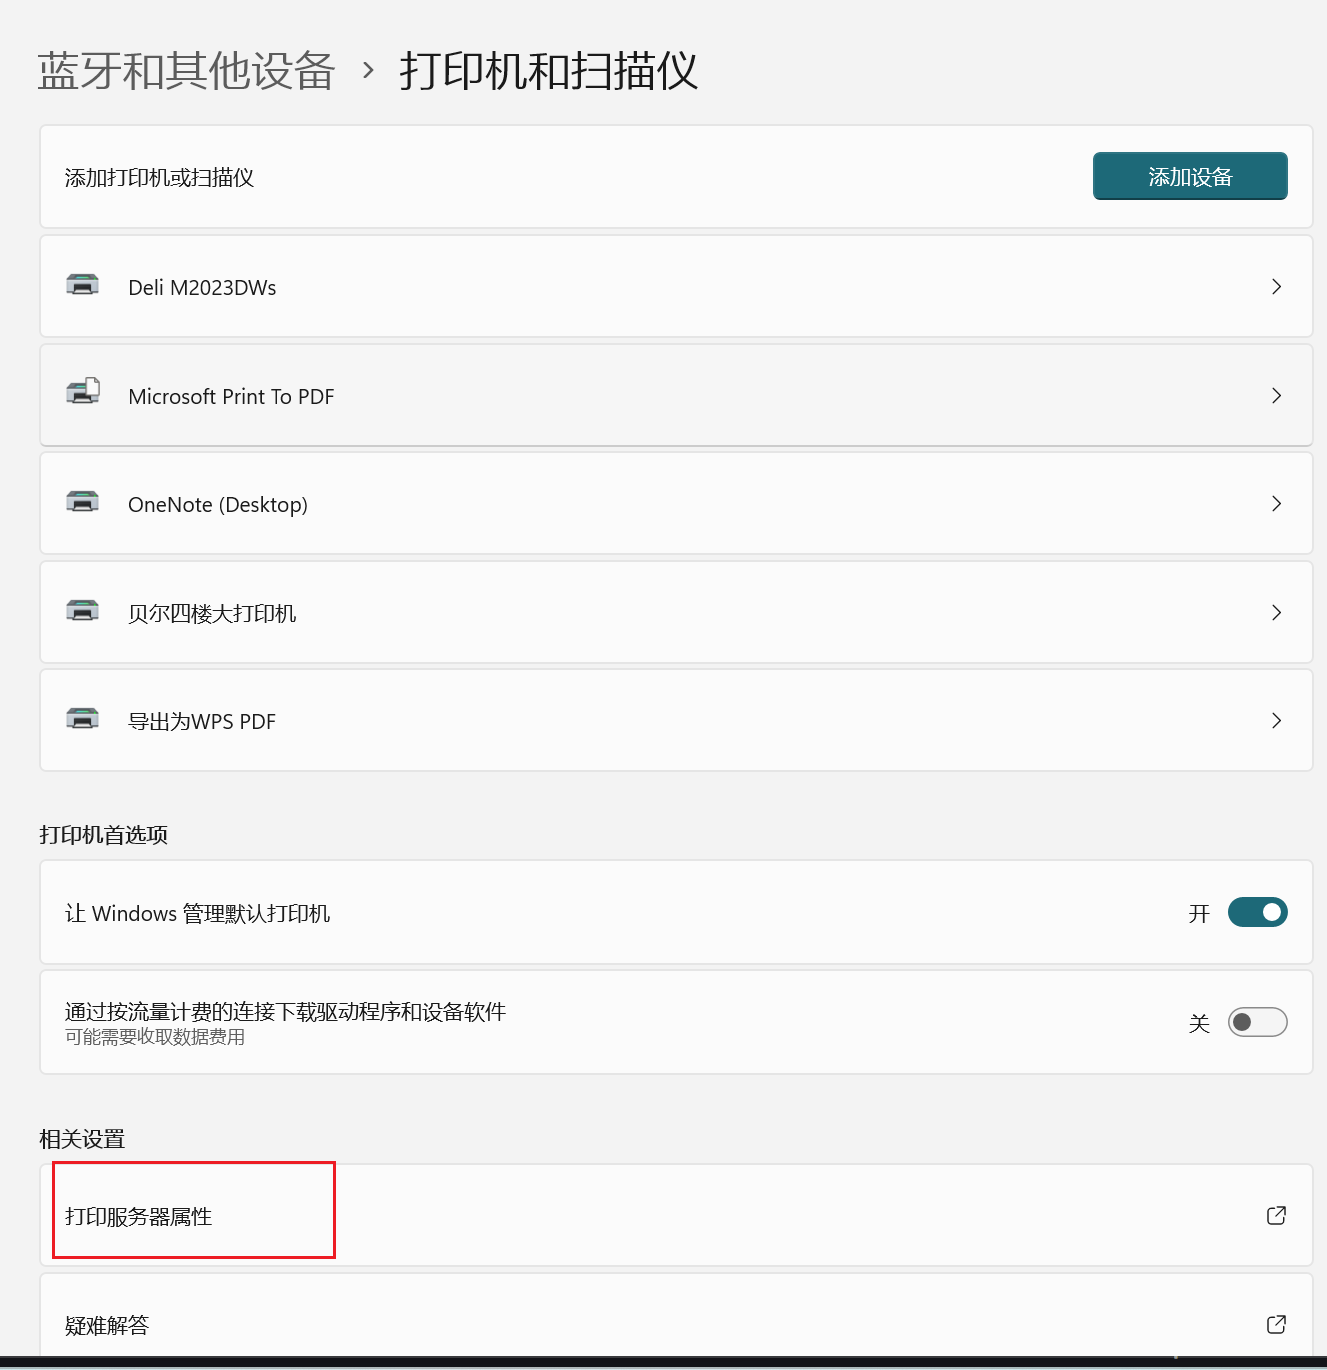 蓝牙和其他设备 › 打印机和扫描仪
添加打印机或扫描仪
添加设备
Deli M2023DWs
Microsoft Print To PDF
OneNote (Desktop)
贝尔四楼大打印机
导出为WPS PDF
打印机首选项
让 Windows 管理默认打印机
开
通过按流量计费的连接下载驱动程序和设备软件
可能需要收取数据费用
关
相关设置
打印服务器属性
疑难解答